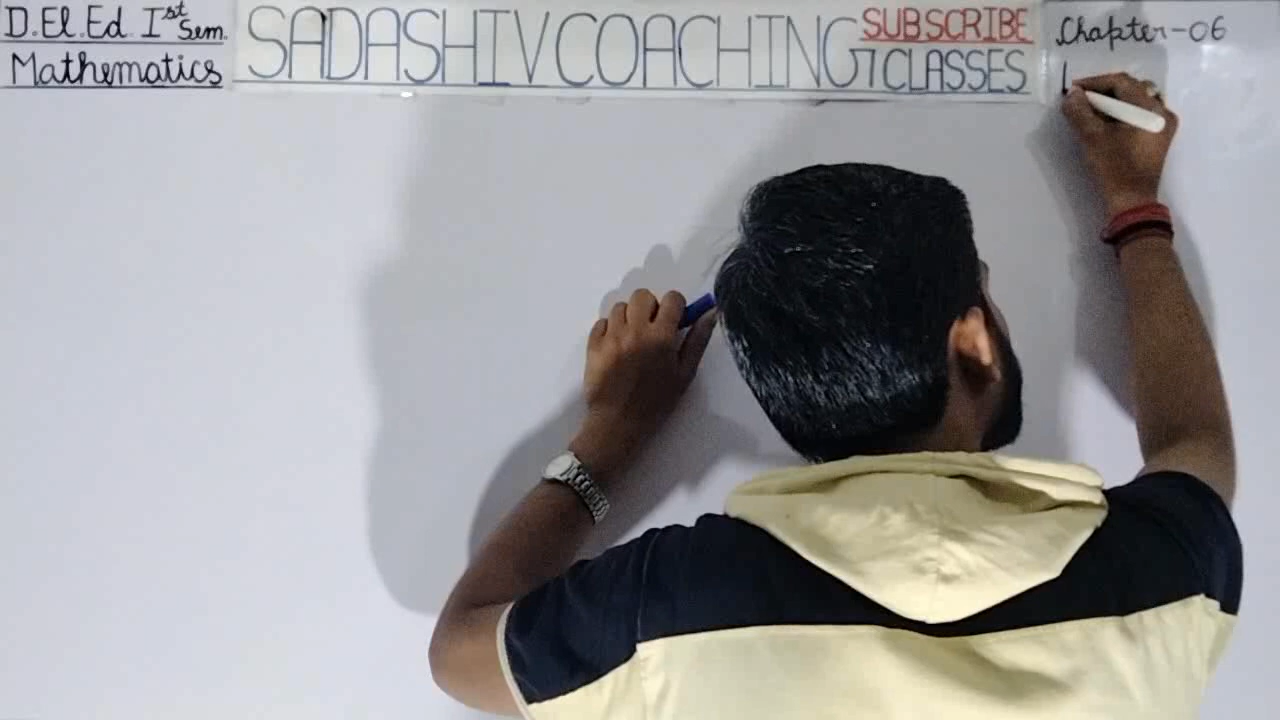 D.El.Ed. Ist Sem.
Mathematics
SADASHIV COACHING CLASSES
SUBSCRIBE
Chapter-06